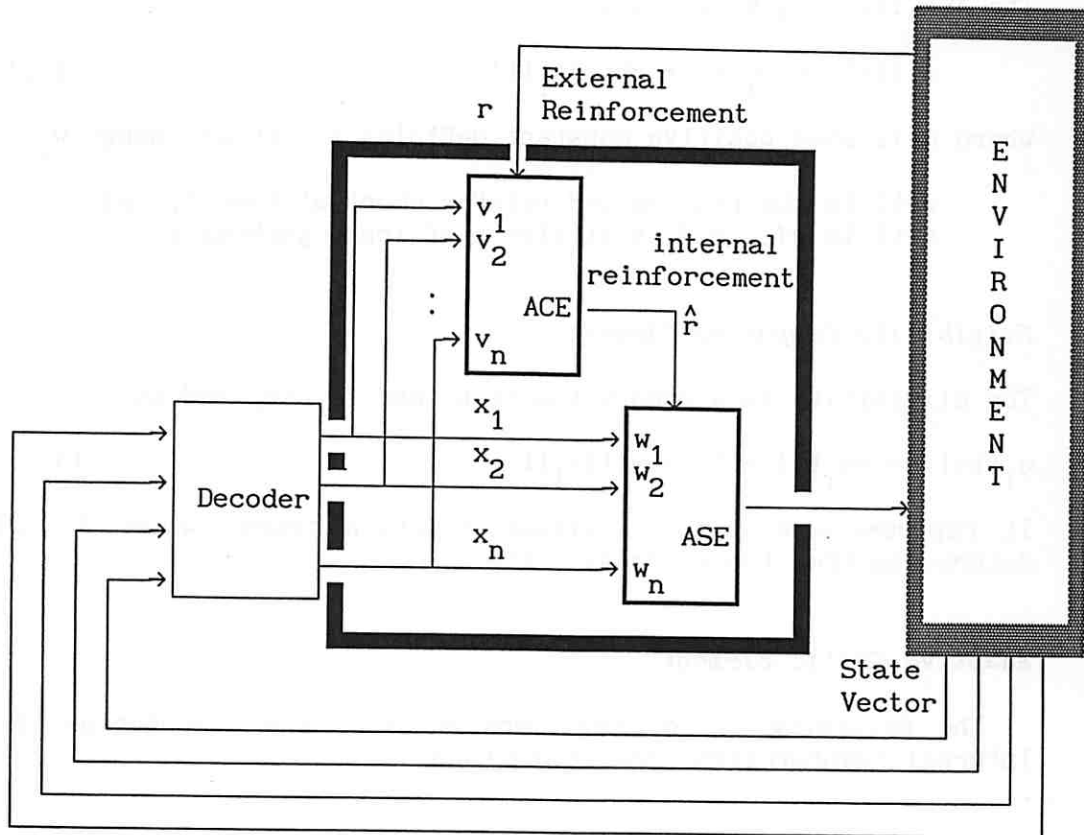 External
Reinforcement
r
E
N
V
I
R
O
N
M
E
N
T
v1
v2
:
vn
ACE
internal
reinforcement
r̂
x1
x2
xn
Decoder
w1
w2
wn
ASE
State
Vector